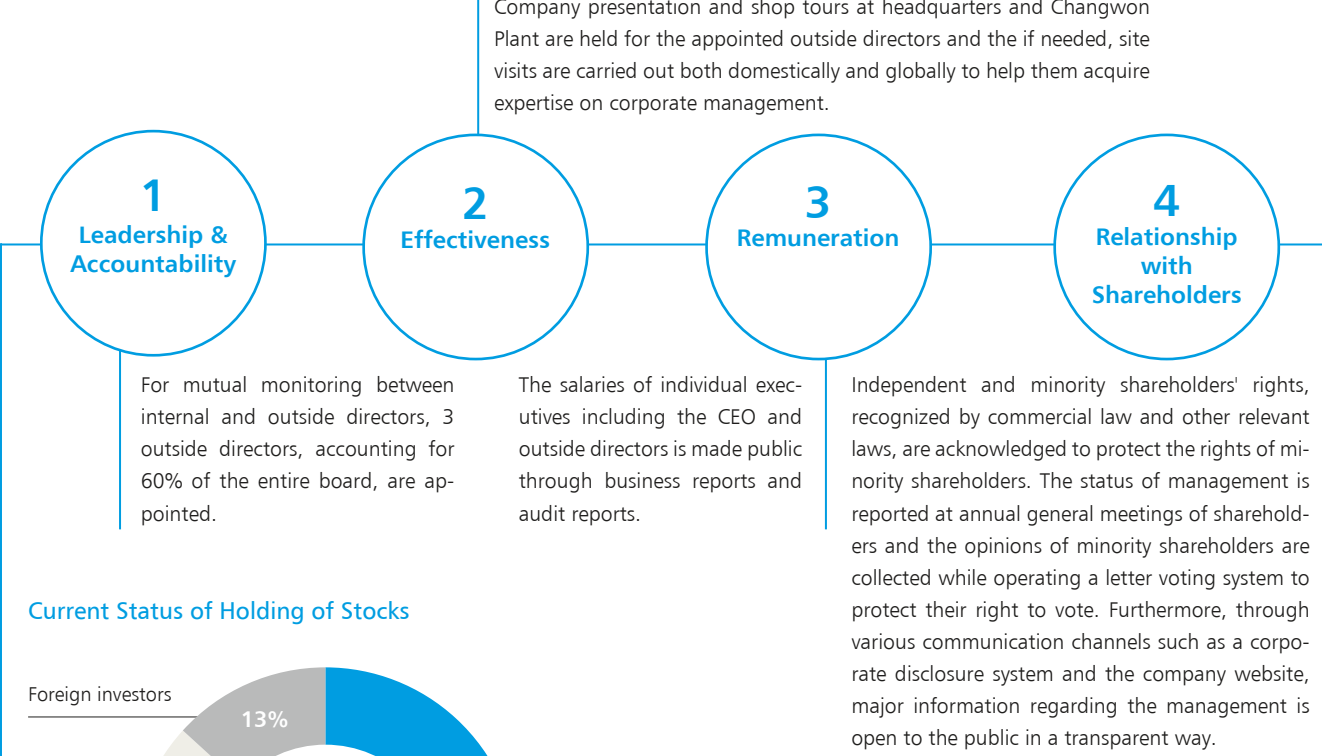 Company presentation and shop tours at headquarters and Changwon
Plant are held for the appointed outside directors and the if needed, site
visits are carried out both domestically and globally to help them acquire
expertise on corporate management.
1
Leadership &
Accountability
2
Effectiveness
3
Remuneration
4
Relationship
with
Shareholders
For mutual monitoring between
internal and outside directors, 3
outside directors, accounting for
60% of the entire board, are ap-
pointed.
The salaries of individual exec-
utives including the CEO and
outside directors is made public
through business reports and
audit reports.
Independent and minority shareholders' rights,
recognized by commercial law and other relevant
laws, are acknowledged to protect the rights of mi-
nority shareholders. The status of management is
reported at annual general meetings of sharehold-
ers and the opinions of minority shareholders are
collected while operating a letter voting system to
protect their right to vote. Furthermore, through
various communication channels such as a corpo-
rate disclosure system and the company website,
major information regarding the management is
open to the public in a transparent way.
Current Status of Holding of Stocks
Foreign investors
13%